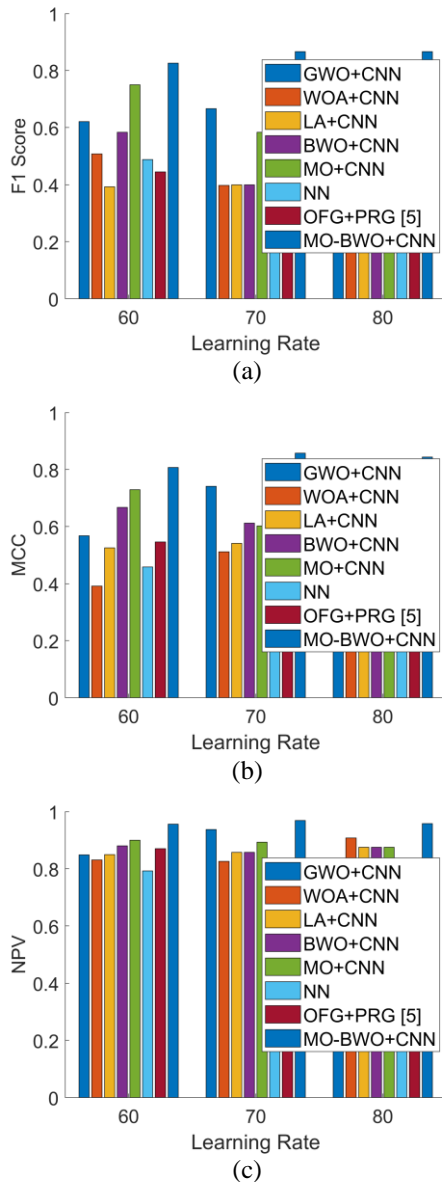 1
0.8
0.6
0.4
0.2
0
F1 Score
GWO+CNN
WOA+CNN
LA+CNN
BWO+CNN
MO+CNN
NN
OFG+PRG [5]
MO-BWO+CNN
60 70 80
Learning Rate
(a)
1
0.8
0.6
0.4
0.2
0
MCC
GWO+CNN
WOA+CNN
LA+CNN
BWO+CNN
MO+CNN
NN
OFG+PRG [5]
MO-BWO+CNN
60 70 80
Learning Rate
(b)
1
0.8
0.6
0.4
0.2
0
NPV
GWO+CNN
WOA+CNN
LA+CNN
BWO+CNN
MO+CNN
NN
OFG+PRG [5]
MO-BWO+CNN
60 70 80
Learning Rate
(c)